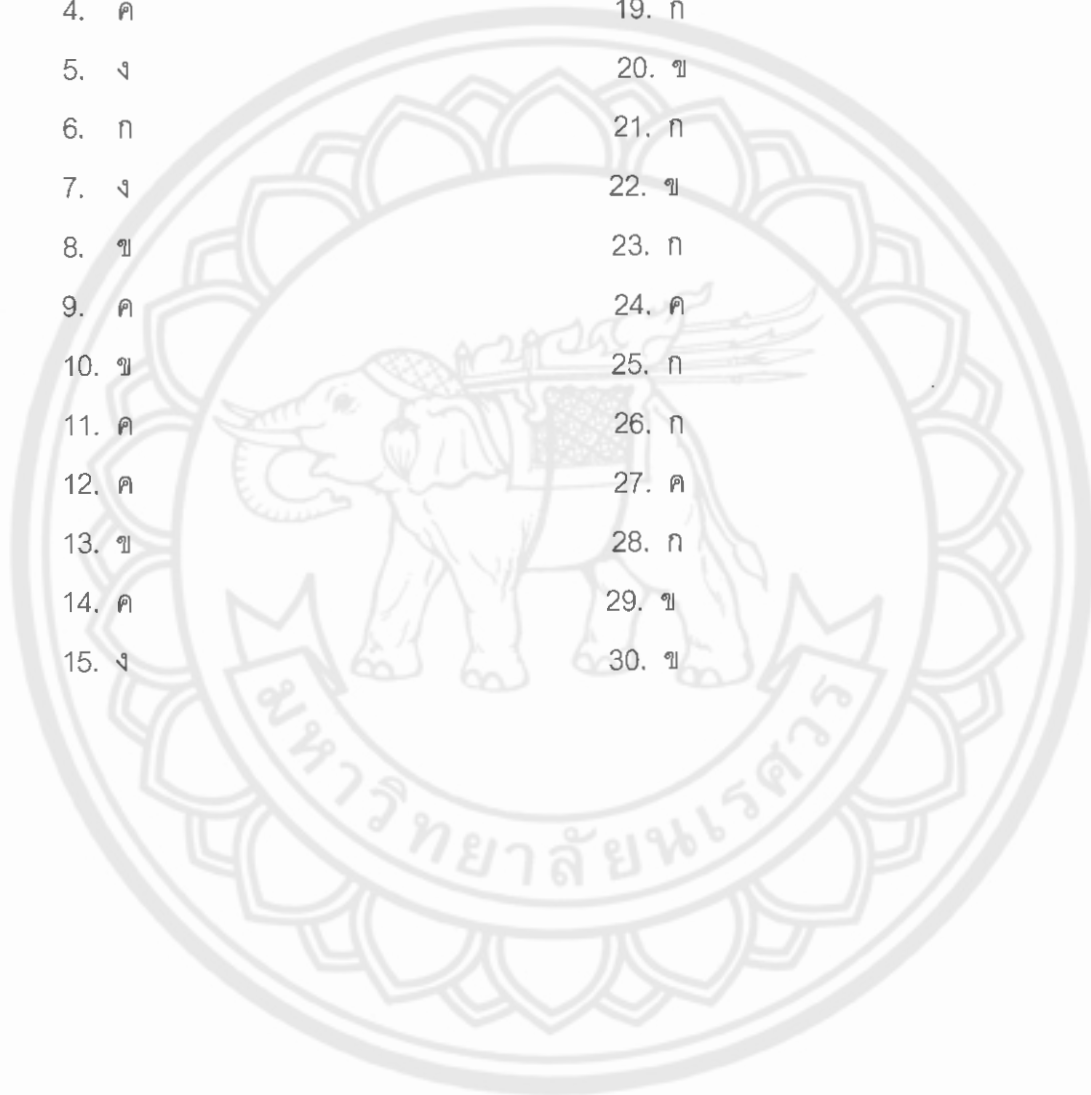 4. ค
5. ง
6. ก
7. ง
8. ข
9. ค
10. ข
11. ค
12. ค
13. ข
14. ค
15. ง
19. ก
20. ข
21. ก
22. ข
23. ก
24. ค
25. ก
26. ก
27. ค
28. ก
29. ข
30. ข
มหาวิทยาลัยนเรศวร